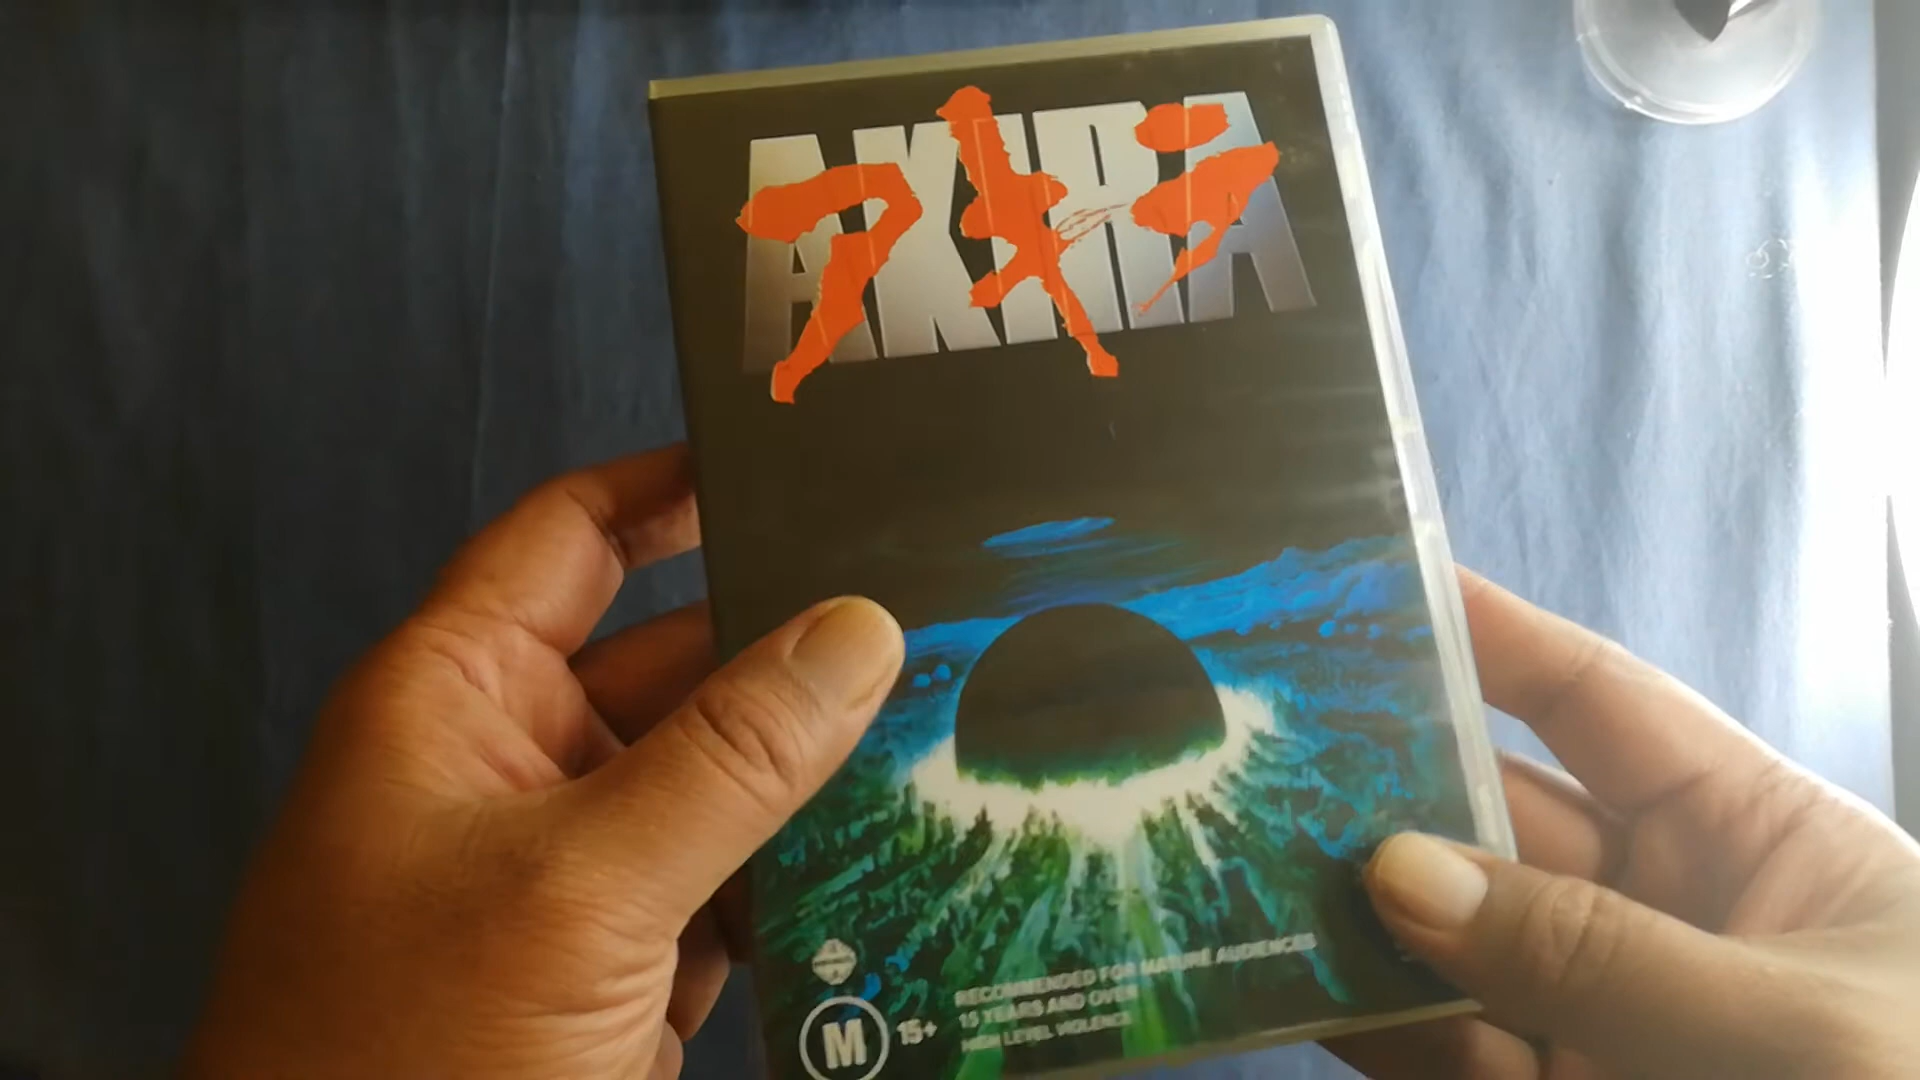 AKIRA
アキラ
M 15+
RECOMMENDED FOR MATURE AUDIENCES
15 YEARS AND OVER
HIGH LEVEL VIOLENCE